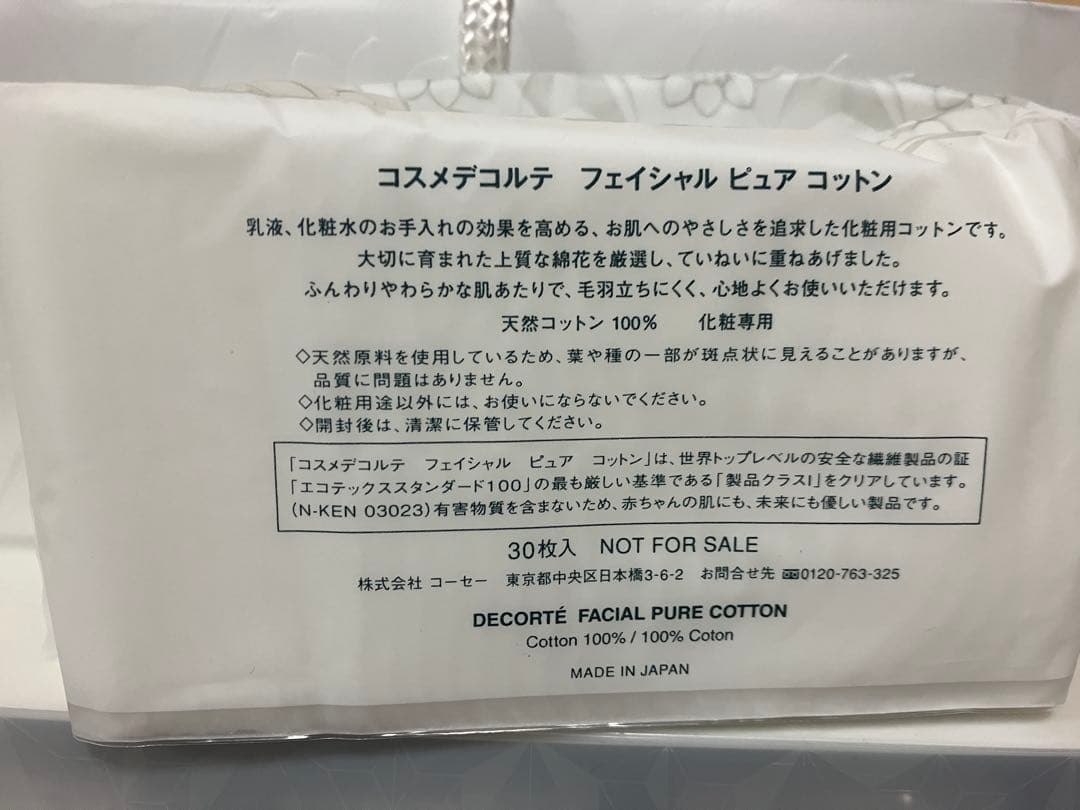 コスメデコルテ　フェイシャル ピュア コットン
乳液、化粧水のお手入れの効果を高める、お肌へのやさしさを追求した化粧用コットンです。
大切に育まれた上質な綿花を厳選し、ていねいに重ねあげました。
ふんわりやわらかな肌あたりで、毛羽立ちにくく、心地よくお使いいただけます。
天然コットン 100%　化粧専用
◇天然原料を使用しているため、葉や種の一部が斑点状に見えることがありますが、
品質に問題はありません。
◇化粧用途以外には、お使いにならないでください。
◇開封後は、清潔に保管してください。
「コスメデコルテ　フェイシャル　ピュア　コットン」は、世界トップレベルの安全な繊維製品の証
「エコテックススタンダード100」の最も厳しい基準である「製品クラスI」をクリアしています。
(N-KEN 03023)有害物質を含まないため、赤ちゃんの肌にも、未来にも優しい製品です。
30枚入　NOT FOR SALE
株式会社 コーセー　東京都中央区日本橋3-6-2　お問合せ先 0120-763-325
DECORTÉ FACIAL PURE COTTON
Cotton 100% / 100% Coton
MADE IN JAPAN